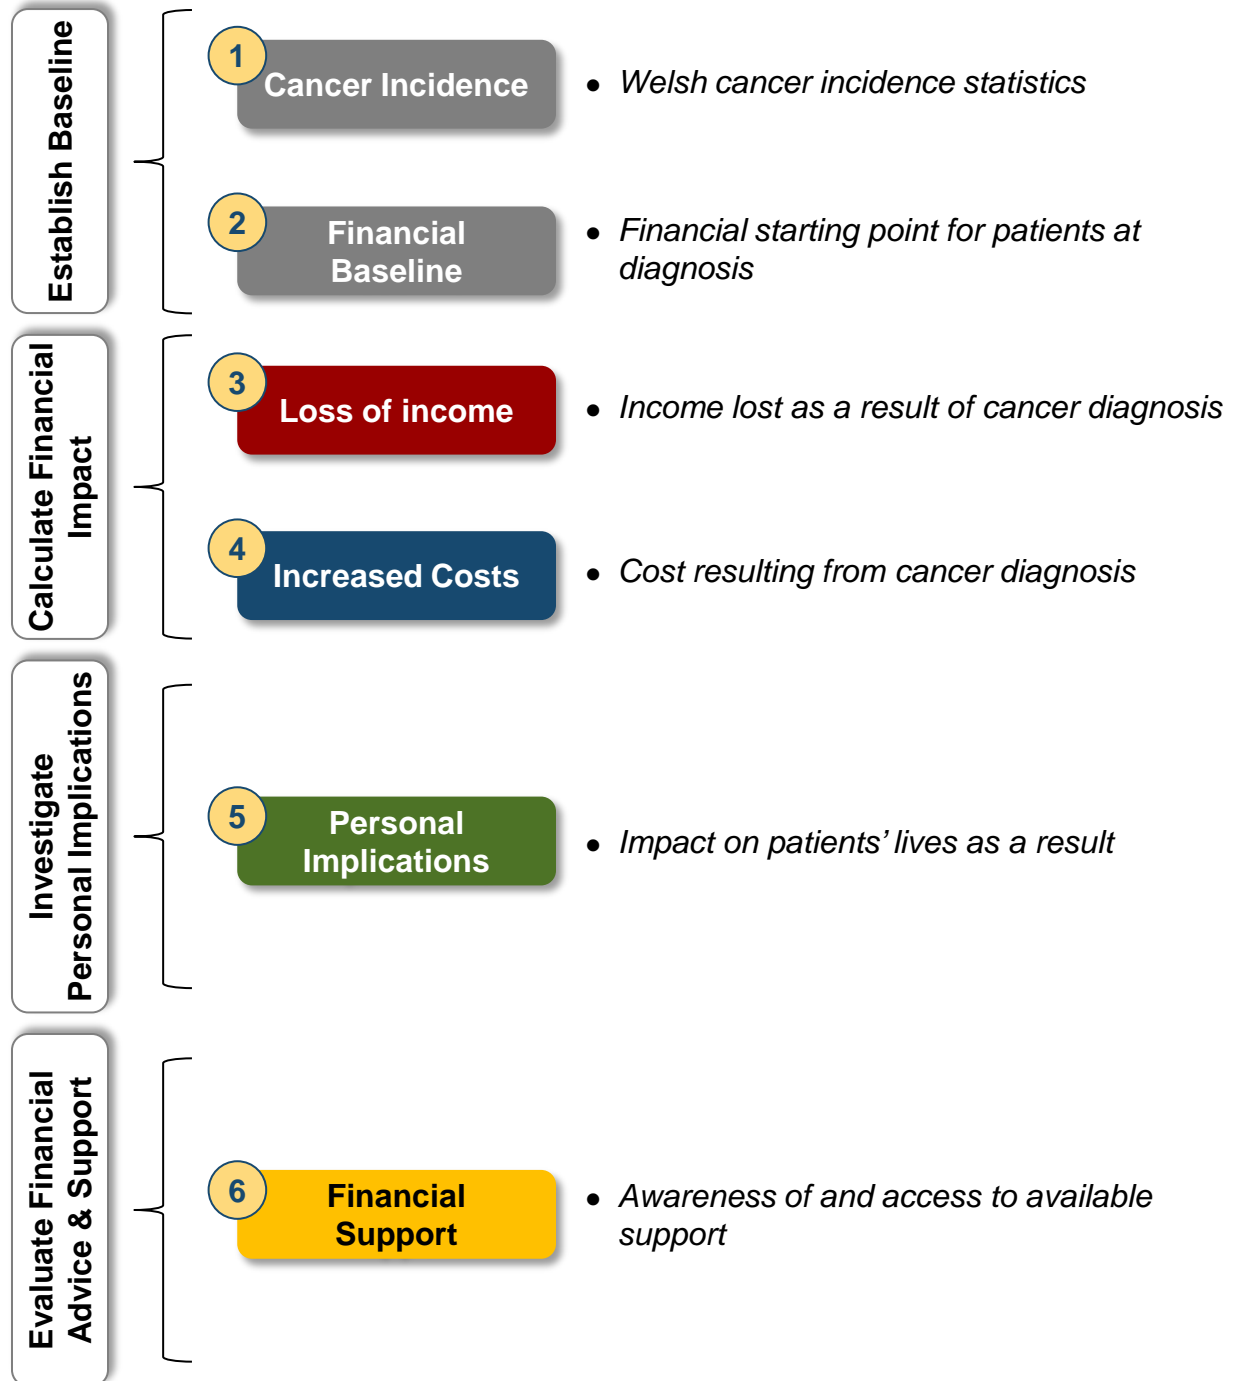 Establish Baseline
1
Cancer Incidence
● Welsh cancer incidence statistics
2
Financial
Baseline
● Financial starting point for patients at
diagnosis
Calculate Financial
Impact
3
Loss of income
● Income lost as a result of cancer diagnosis
4
Increased Costs
● Cost resulting from cancer diagnosis
Investigate
Personal Implications
5
Personal
Implications
● Impact on patients’ lives as a result
Evaluate Financial
Advice & Support
6
Financial
Support
● Awareness of and access to available
support